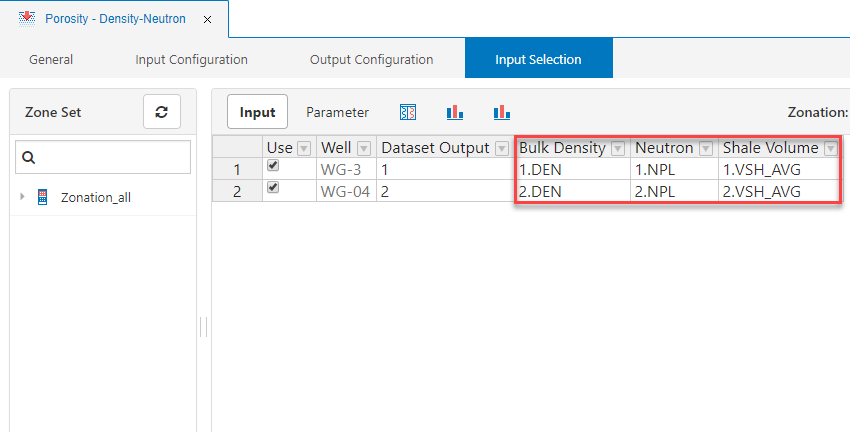 Porosity - Density-Neutron ×
General Input Configuration Output Configuration Input Selection
Zone Set
Zonation_all
Input Parameter Zonation:
Use Well Dataset Output Bulk Density Neutron Shale Volume
1 WG-3 1 1.DEN 1.NPL 1.VSH_AVG
2 WG-04 2 2.DEN 2.NPL 2.VSH_AVG